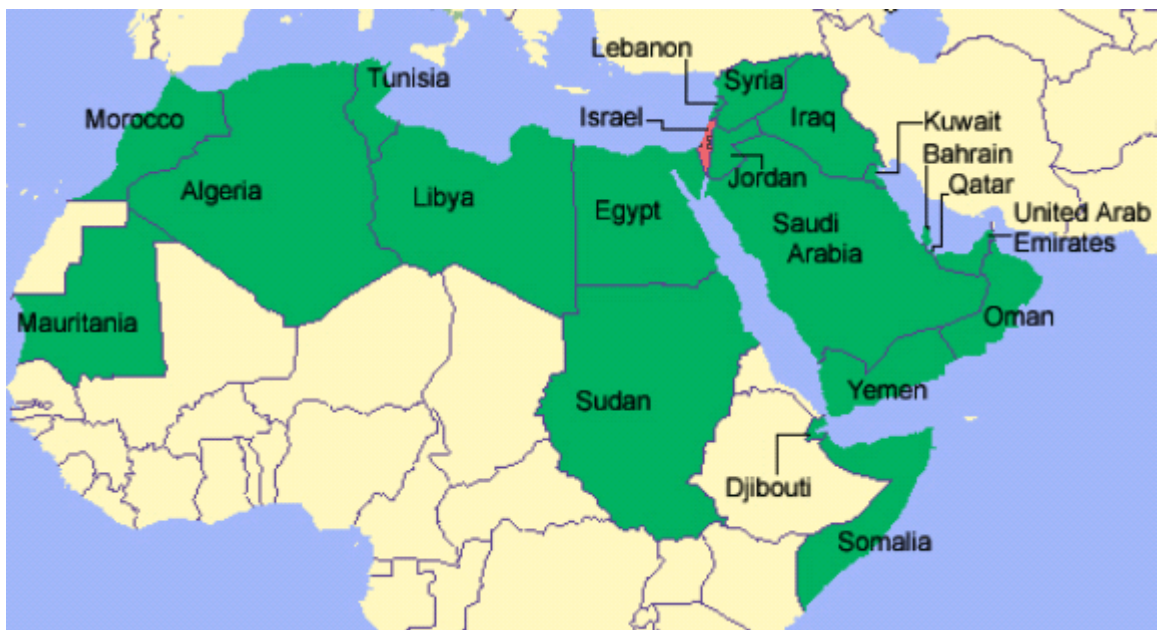 Lebanon
Syria
Tunisia
Morocco
Israel
Iraq
Kuwait
Bahrain
Jordan
Qatar
Algeria
Libya
Egypt
Saudi
Arabia
United Arab
Emirates
Mauritania
Oman
Yemen
Sudan
Djibouti
Somalia